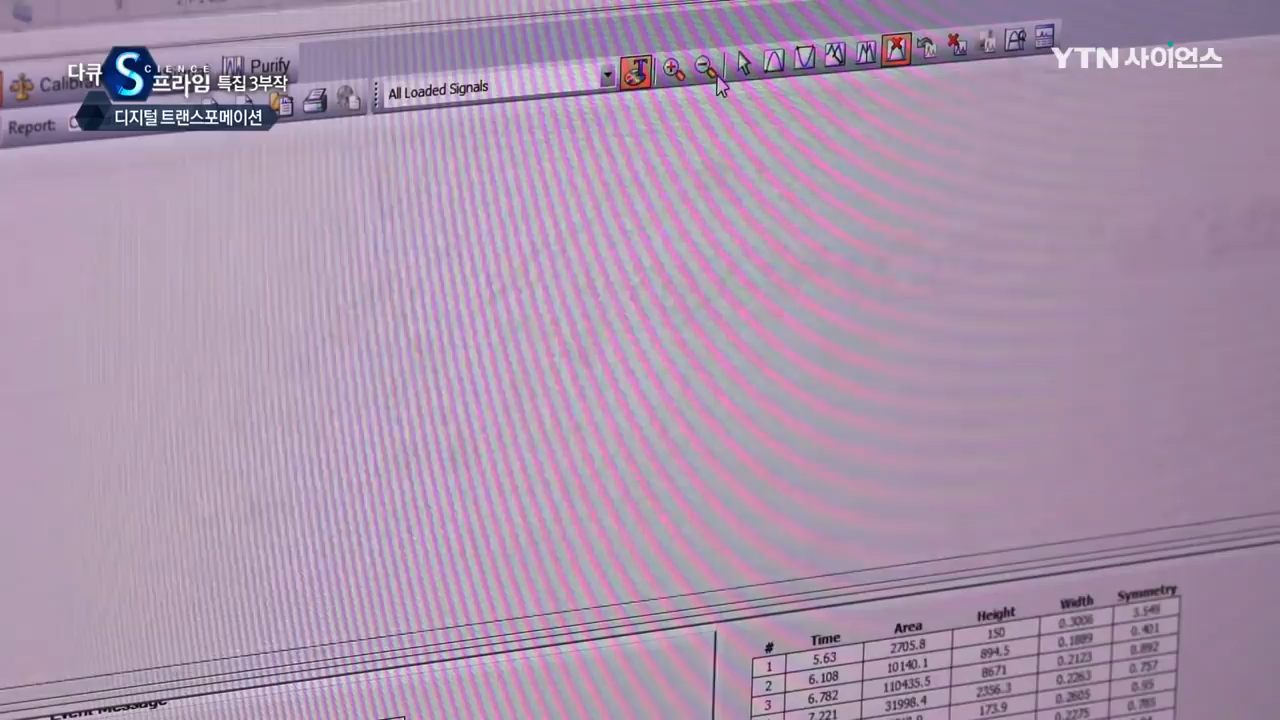 다큐 S 프라임 특집 3부작
SCIENCE
디지털 트랜스포메이션
YTN 사이언스
Purify
Report:
All Loaded Signals
Event Message
# Time Area Height Width Symmetry
1 5.63 2705.8 150 0.3006 3.549
2 6.108 10140.1 894.5 0.1889 0.401
3 6.782 110435.5 8671 0.2123 0.892
7.221 31998.4 2356.3 0.2263 0.757
173.9 0.2605 0.95
0.2275 0.785